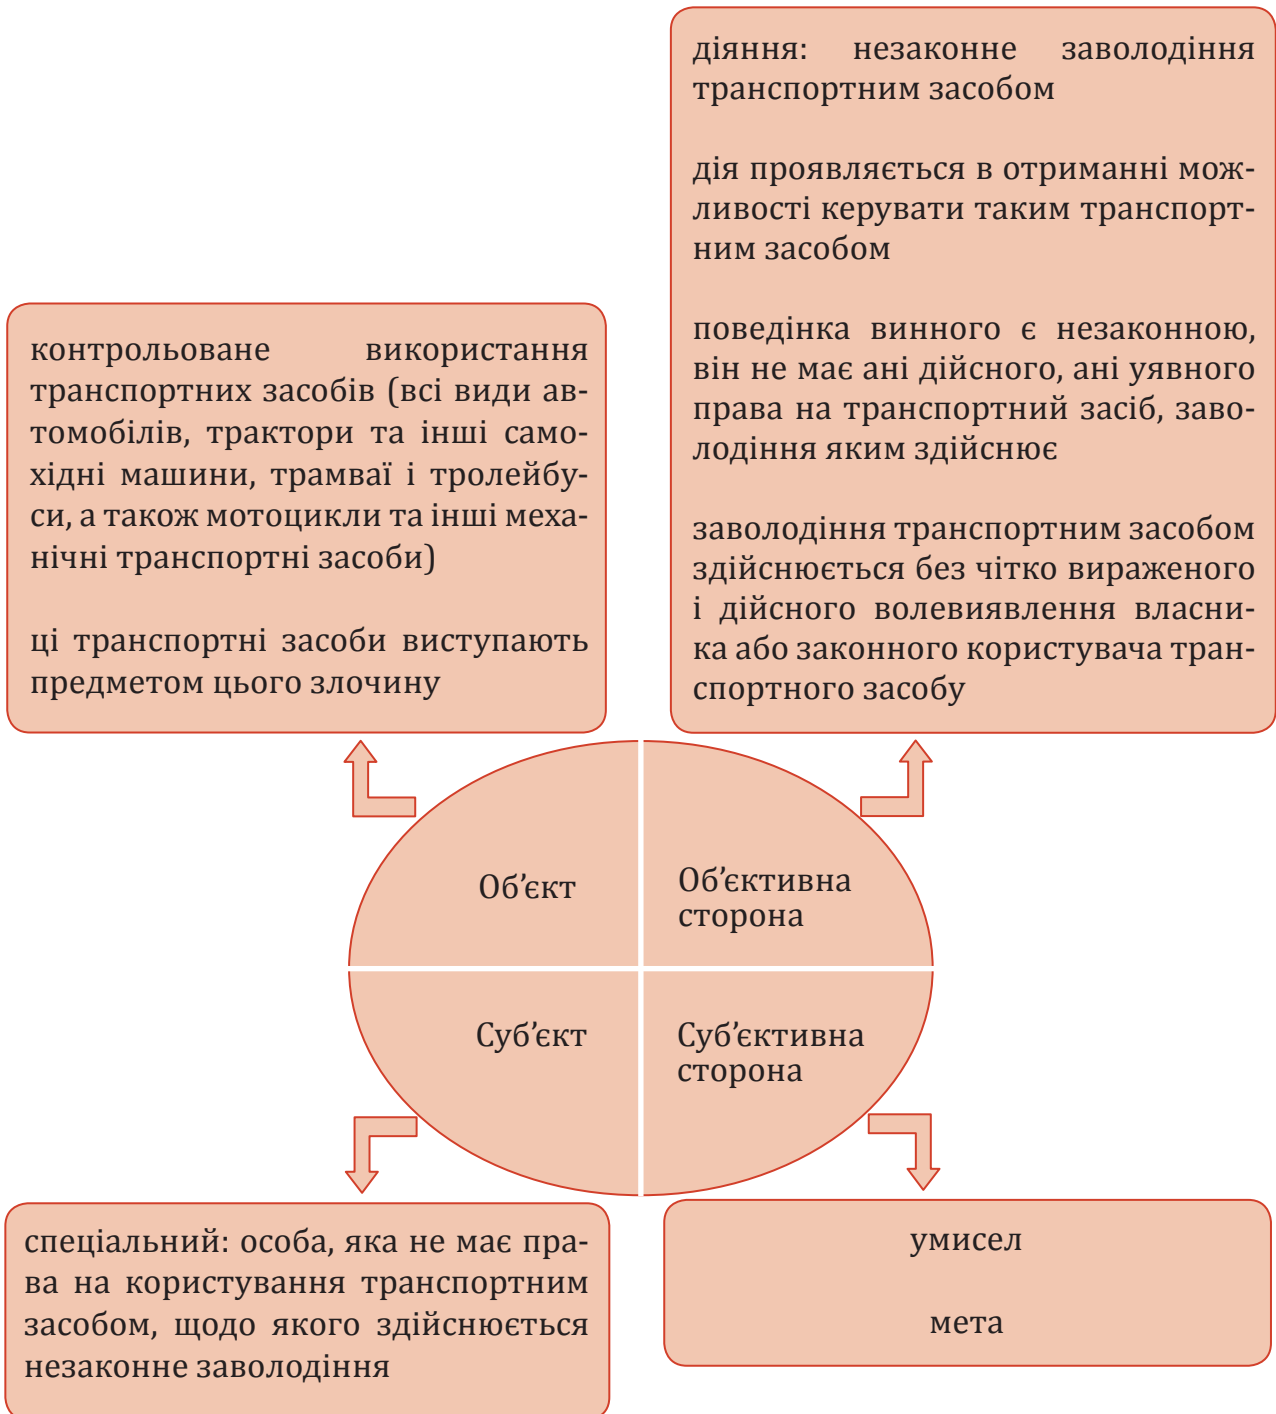 діяння: незаконне заволодіння
транспортним засобом
дія проявляється в отриманні мож-
ливості керувати таким транспорт-
ним засобом
поведінка винного є незаконною,
він не має ані дійсного, ані уявного
права на транспортний засіб, заво-
лодіння яким здійснює
заволодіння транспортним засобом
здійснюється без чітко вираженого
і дійсного волевиявлення власни-
ка або законного користувача тран-
спортного засобу
контрольоване використання
транспортних засобів (всі види ав-
томобілів, трактори та інші само-
хідні машини, трамваї і тролейбу-
си, а також мотоцикли та інші меха-
нічні транспортні засоби)
ці транспортні засоби виступають
предметом цього злочину
Об’єкт
Об’єктивна
сторона
Суб’єкт
Суб’єктивна
сторона
спеціальний: особа, яка не має пра-
ва на користування транспортним
засобом, щодо якого здійснюється
незаконне заволодіння
умисел
мета